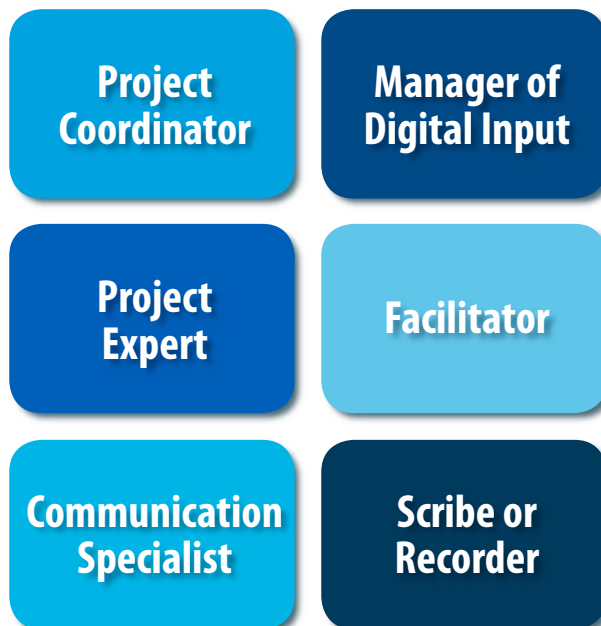 Project
Coordinator
Manager of
Digital Input
Project
Expert
Facilitator
Communication
Specialist
Scribe or
Recorder